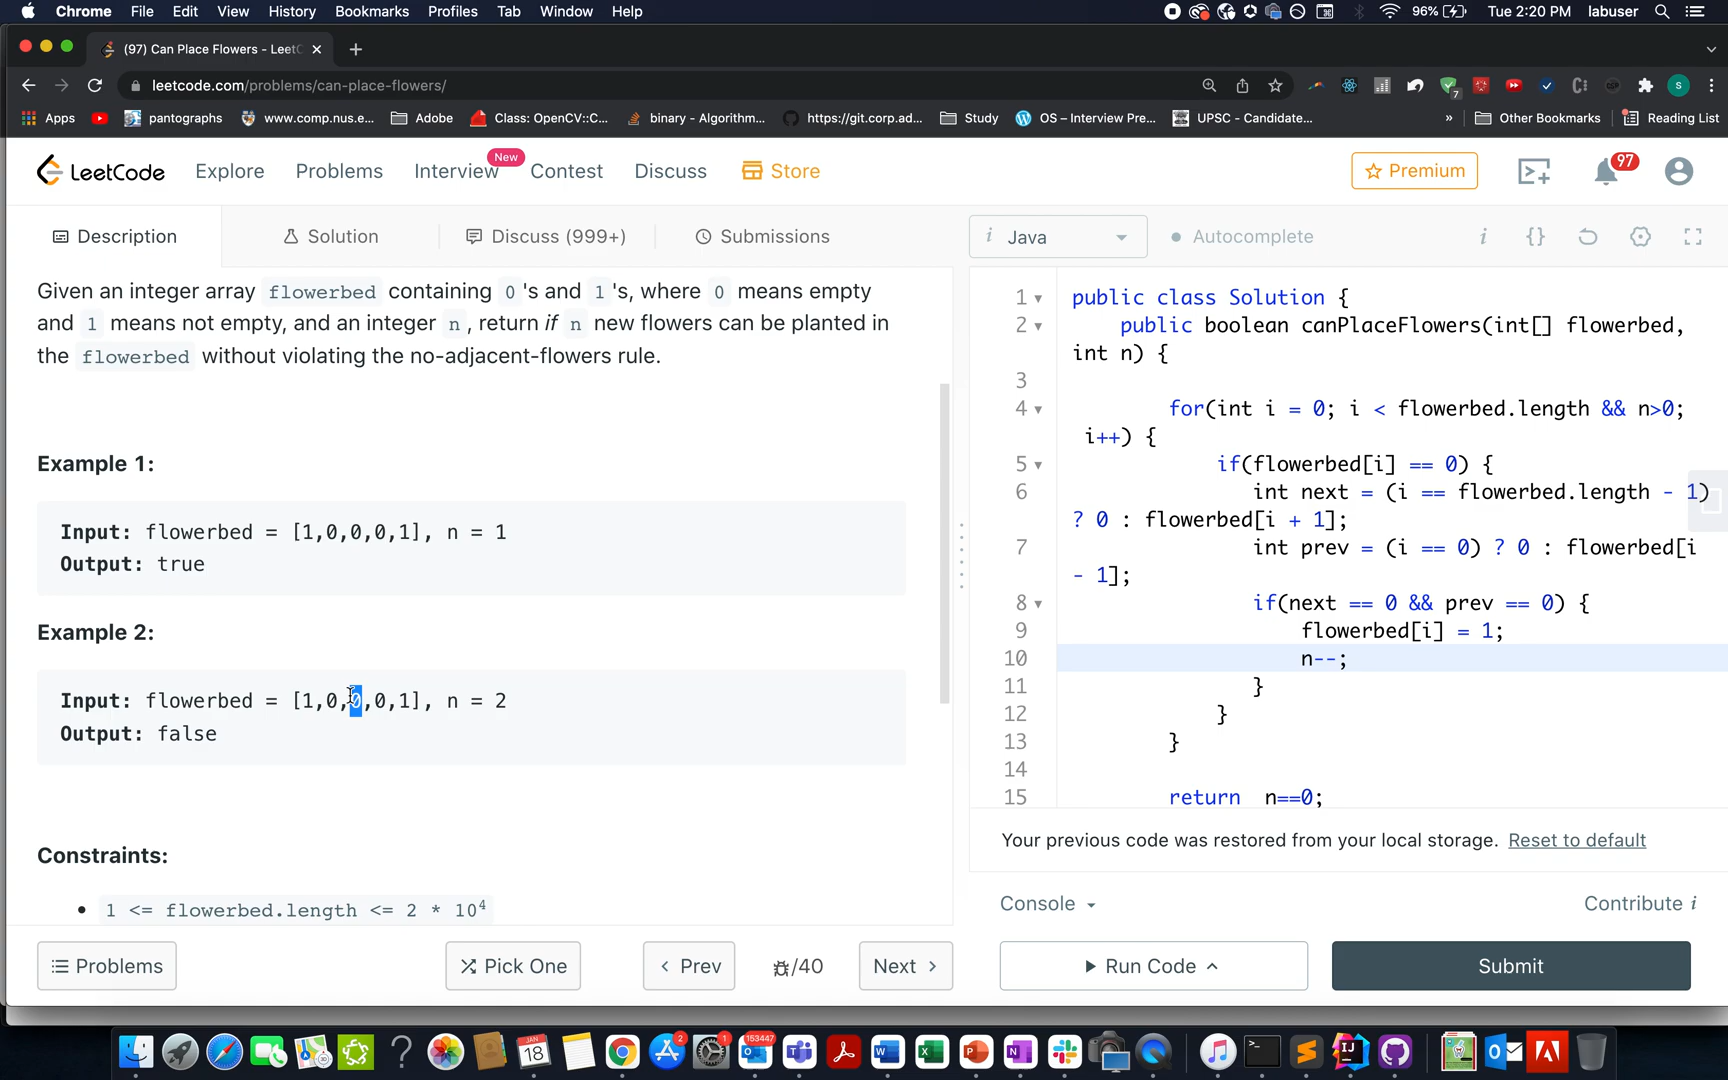 Chrome File Edit View History Bookmarks Profiles Tab Window Help 96% Tue 2:20 PM labuser
(97) Can Place Flowers - LeetC
leetcode.com/problems/can-place-flowers/
Apps pantographs www.comp.nus.e... Adobe Class: OpenCV::C... binary - Algorithm... https://git.corp.ad... Study OS – Interview Pre... UPSC - Candidate... » Other Bookmarks Reading List
LeetCode Explore Problems Interview New Contest Discuss Store Premium 97
Description Solution Discuss (999+) Submissions
i Java Autocomplete i {}
Given an integer array flowerbed containing 0 's and 1 's, where 0 means empty
and 1 means not empty, and an integer n , return if n new flowers can be planted in
the flowerbed without violating the no-adjacent-flowers rule.
Example 1:
Input: flowerbed = [1,0,0,0,1], n = 1
Output: true
Example 2:
Input: flowerbed = [1,0,0,0,1], n = 2
Output: false
Constraints:
1 <= flowerbed.length <= 2 * 10⁴
1 public class Solution {
2 public boolean canPlaceFlowers(int[] flowerbed,
int n) {
3
4 for(int i = 0; i < flowerbed.length && n>0;
i++) {
5 if(flowerbed[i] == 0) {
6 int next = (i == flowerbed.length - 1)
? 0 : flowerbed[i + 1];
7 int prev = (i == 0) ? 0 : flowerbed[i
- 1];
8 if(next == 0 && prev == 0) {
9 flowerbed[i] = 1;
10 n--;
11 }
12 }
13 }
14
15 return n==0;
Your previous code was restored from your local storage. Reset to default
Console Contribute i
Problems Pick One Prev /40 Next Run Code Submit
JAN 18 2 1 163447